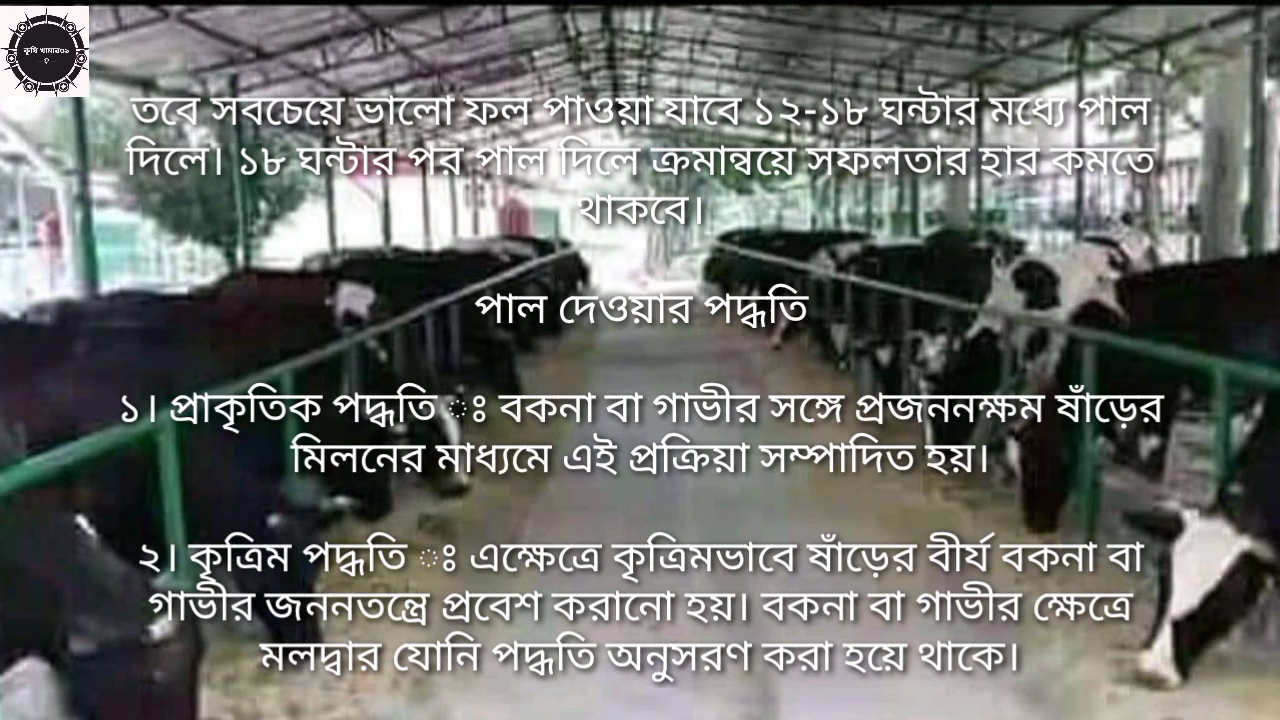 কৃষি খামার৩৬
তবে সবচেয়ে ভালো ফল পাওয়া যাবে ১২-১৮ ঘন্টার মধ্যে পাল
দিলে। ১৮ ঘন্টার পর পাল দিলে ক্রমান্বয়ে সফলতার হার কমতে
থাকবে।
পাল দেওয়ার পদ্ধতি
১। প্রাকৃতিক পদ্ধতি ঃ বকনা বা গাভীর সঙ্গে প্রজননক্ষম ষাঁড়ের
মিলনের মাধ্যমে এই প্রক্রিয়া সম্পাদিত হয়।
২। কৃত্রিম পদ্ধতি ঃ এক্ষেত্রে কৃত্রিমভাবে ষাঁড়ের বীর্য বকনা বা
গাভীর জননতন্ত্রে প্রবেশ করানো হয়। বকনা বা গাভীর ক্ষেত্রে
মলদ্বার যোনি পদ্ধতি অনুসরণ করা হয়ে থাকে।